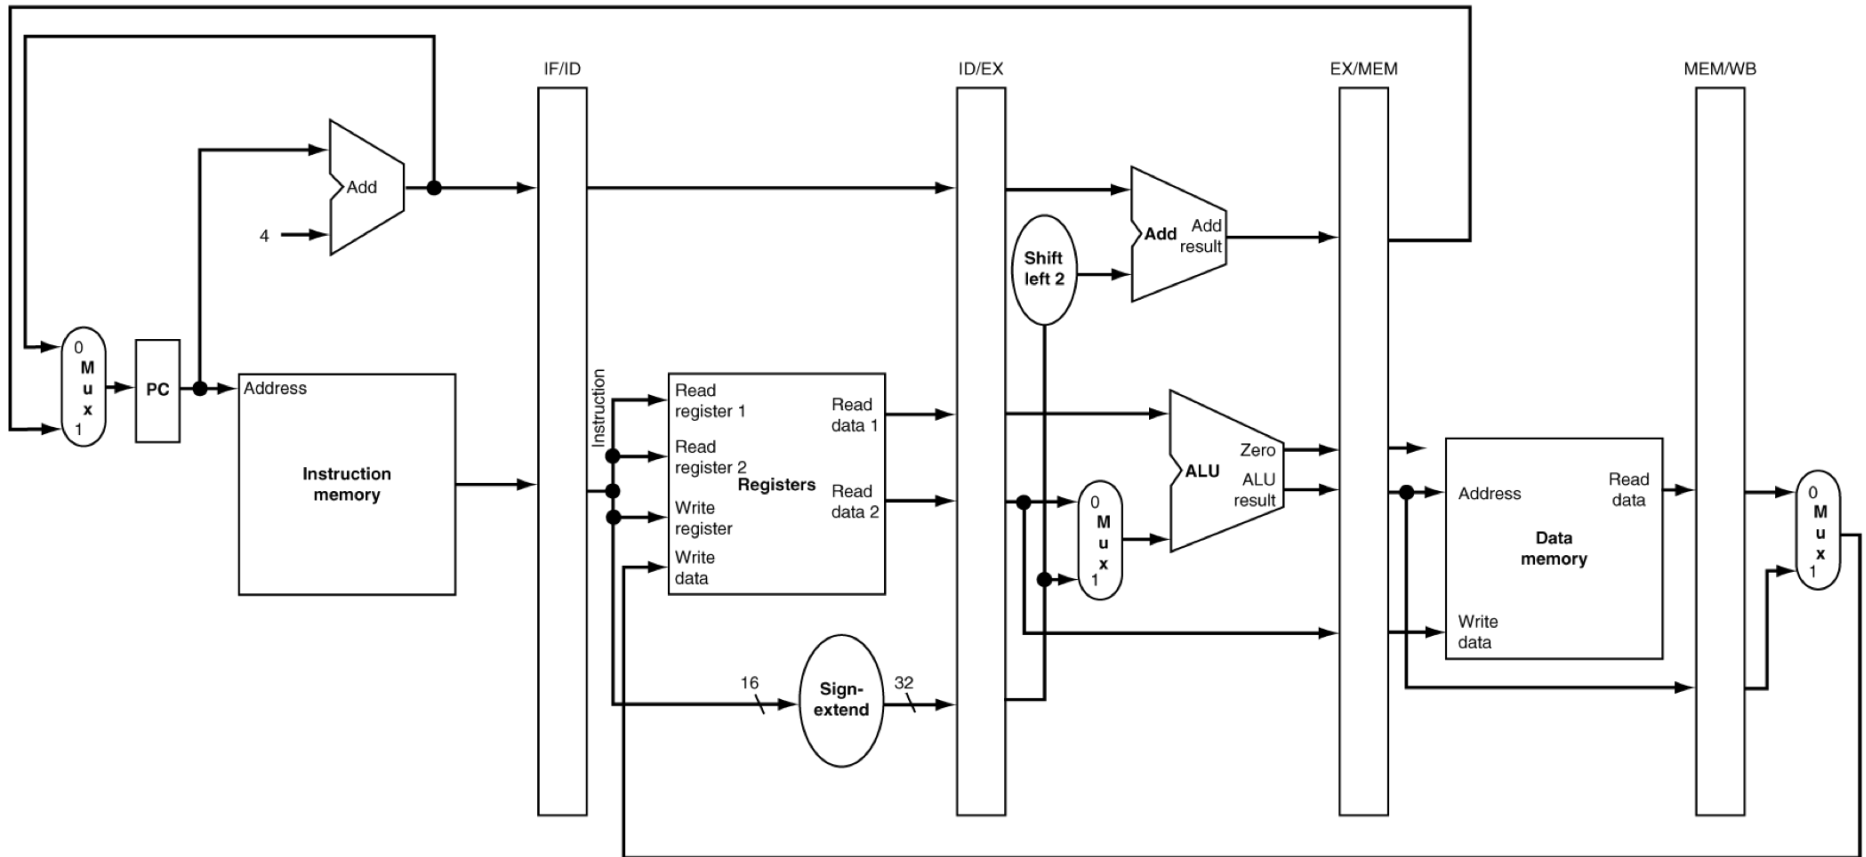 IF/ID
ID/EX
EX/MEM
MEM/WB
Add
4
Add
Add
result
Shift
left 2
0
M
u
x
1
PC
Address
Instruction
memory
Instruction
Read
register 1
Read
register 2
Write
register
Write
data
Registers
Read
data 1
Read
data 2
16
Sign-
extend
32
0
M
u
x
1
ALU
Zero
ALU
result
Address
Read
data
Data
memory
Write
data
0
M
u
x
1